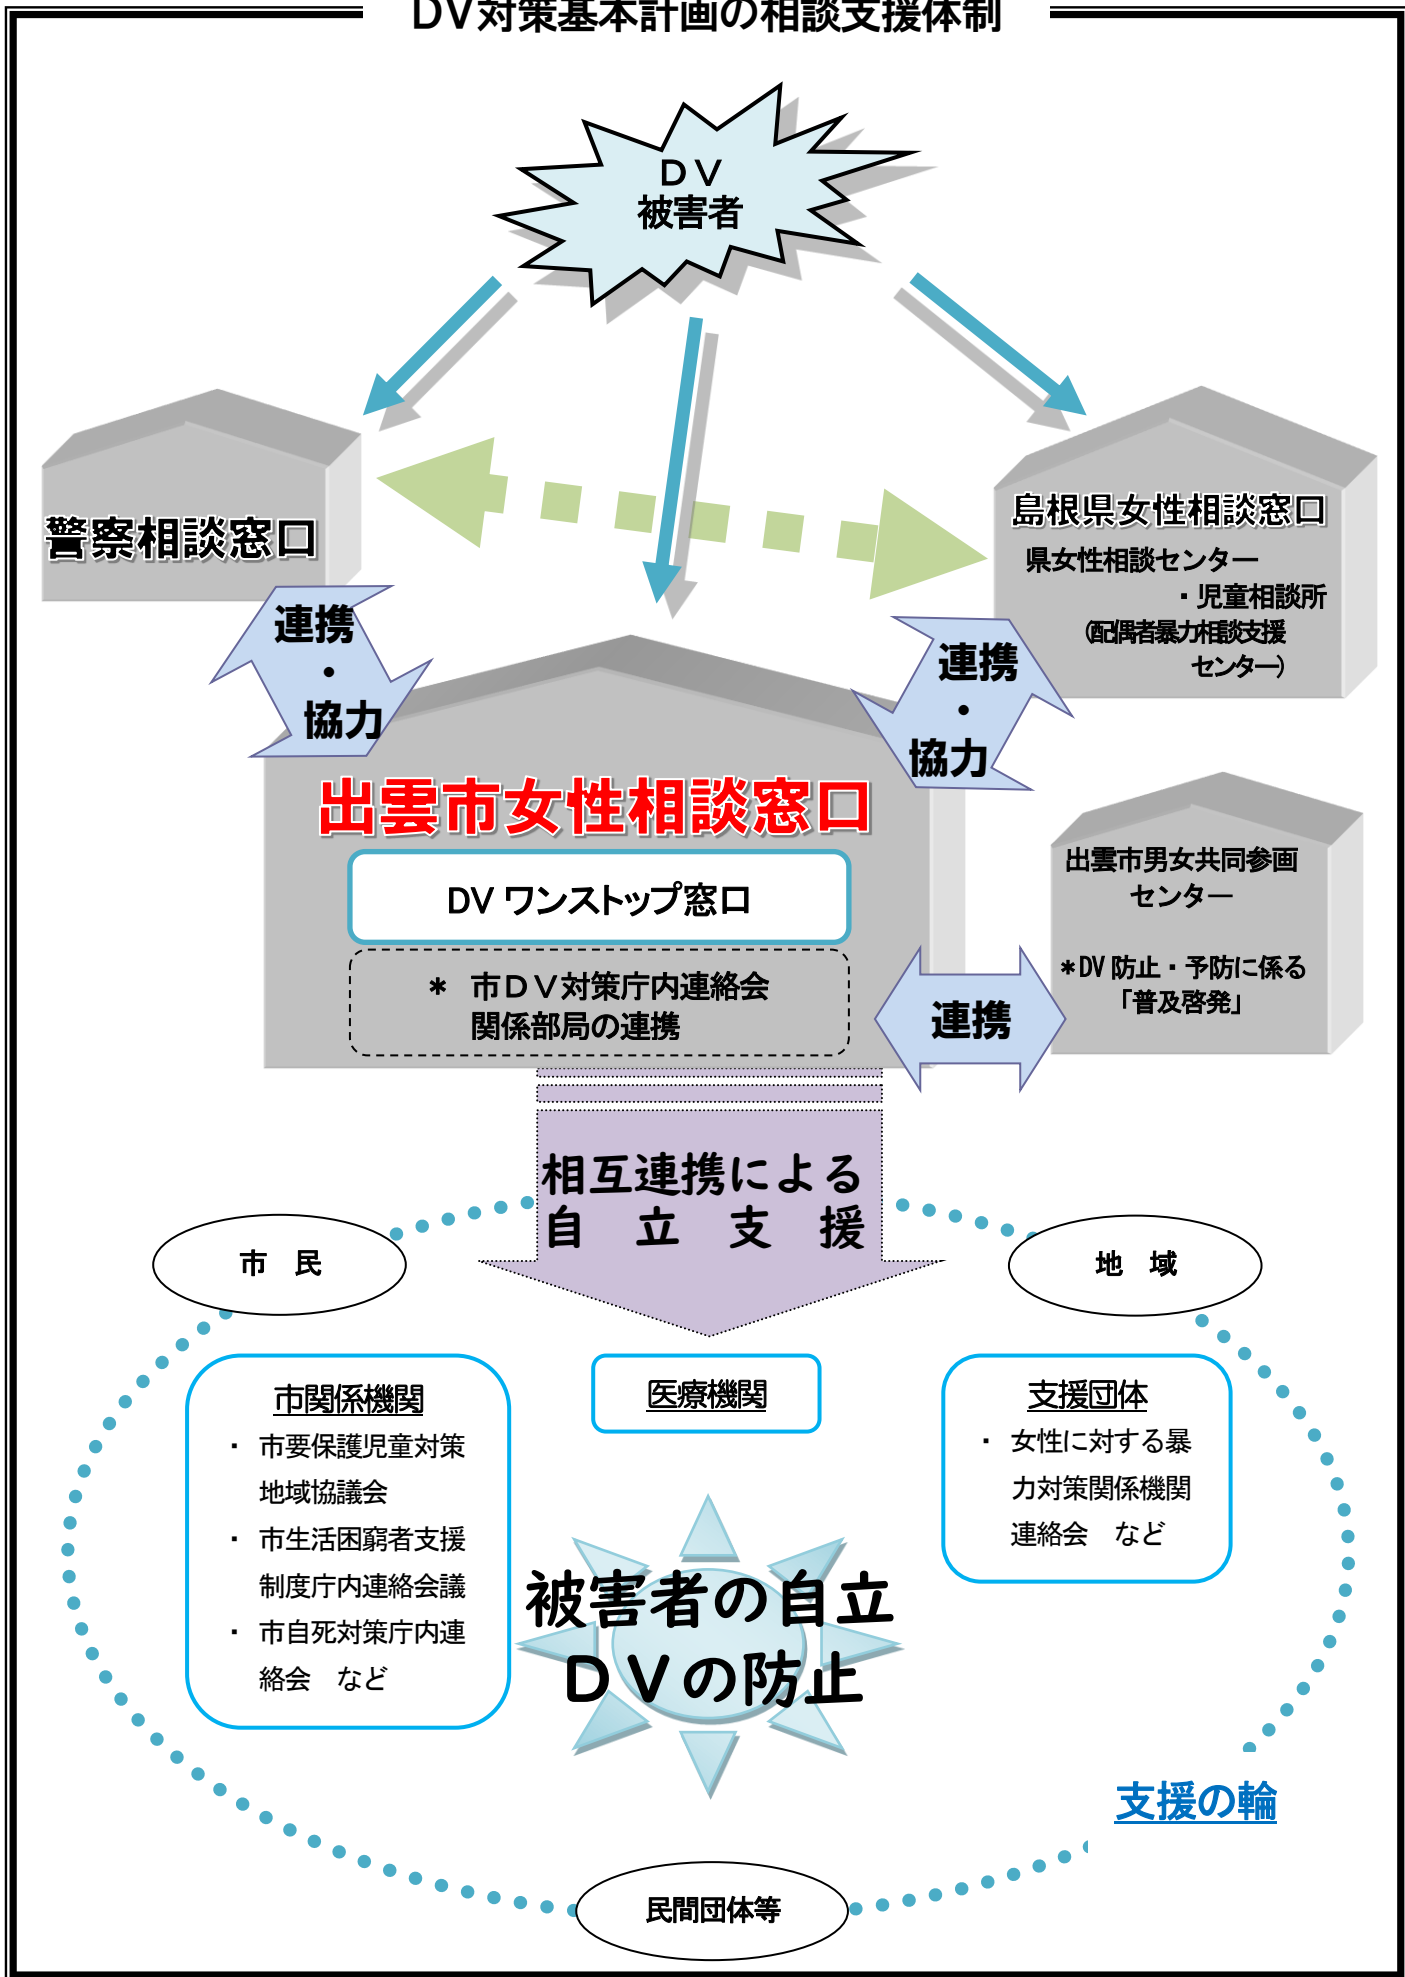 DV対策基本計画の相談支援体制
ＤＶ
被害者
警察相談窓口
島根県女性相談窓口
県女性相談センター
・児童相談所
（配偶者暴力相談支援
センター）
連携
・
協力
連携
・
協力
出雲市女性相談窓口
DV ワンストップ窓口
＊ 市ＤＶ対策庁内連絡会
関係部局の連携
出雲市男女共同参画
センター
＊DV 防止・予防に係る
「普及啓発」
連携
相互連携による
自 立 支 援
市 民
地 域
市関係機関
・ 市要保護児童対策
地域協議会
・ 市生活困窮者支援
制度庁内連絡会議
・ 市自死対策庁内連
絡会 など
医療機関
支援団体
・ 女性に対する暴
力対策関係機関
連絡会 など
被害者の自立
ＤＶの防止
支援の輪
民間団体等